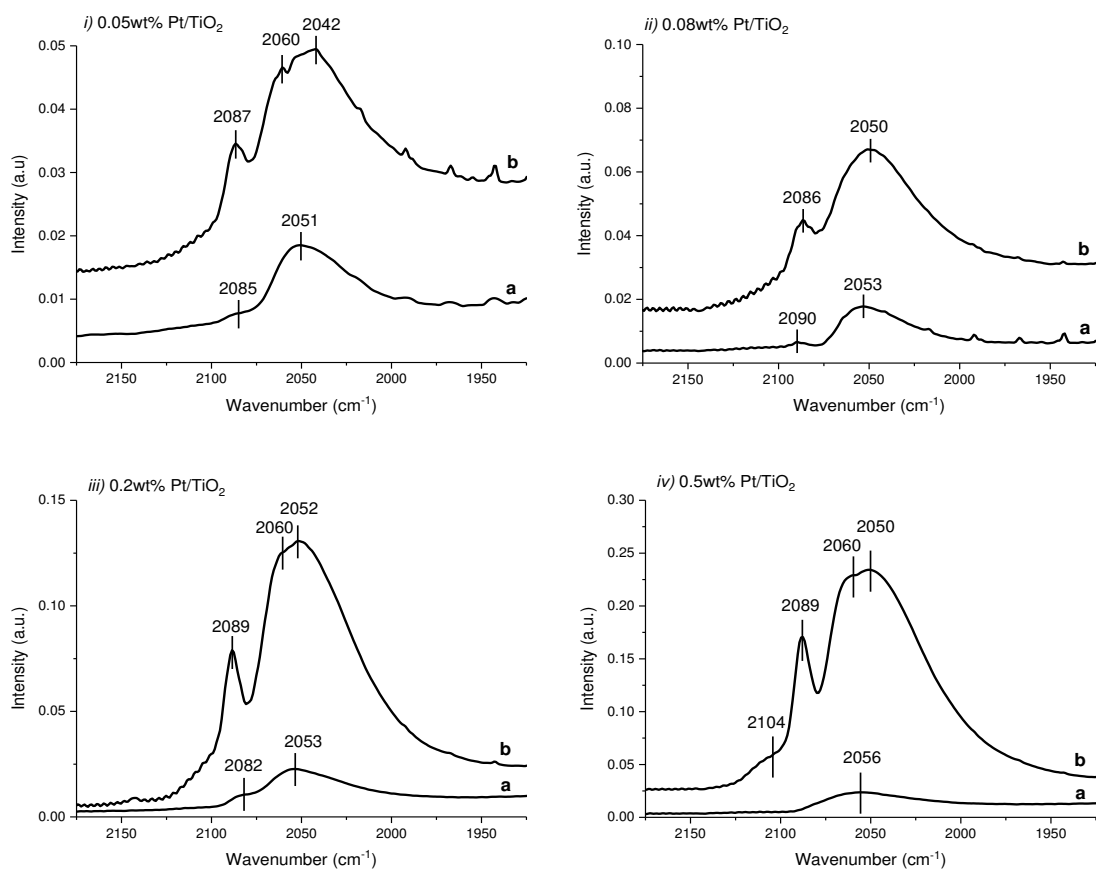 i) 0.05wt% Pt/TiO₂
2060 2042
2087
b
2051
2085
a
0.05
0.04
0.03
0.02
0.01
0.00
Intensity (a.u)
2150 2100 2050 2000 1950
Wavenumber (cm⁻¹)
ii) 0.08wt% Pt/TiO₂
2050
2086
b
2053
2090
a
0.10
0.08
0.06
0.04
0.02
0.00
Intensity (a.u.)
2150 2100 2050 2000 1950
Wavenumber (cm⁻¹)
iii) 0.2wt% Pt/TiO₂
2060 2052
2089
b
2053
2082
a
0.15
0.10
0.05
0.00
Intensity (a.u.)
2150 2100 2050 2000 1950
Wavenumber (cm⁻¹)
iv) 0.5wt% Pt/TiO₂
2060 2050
2089
2104
b
2056
a
0.30
0.25
0.20
0.15
0.10
0.05
0.00
Intensity (a.u.)
2150 2100 2050 2000 1950
Wavenumber (cm⁻¹)